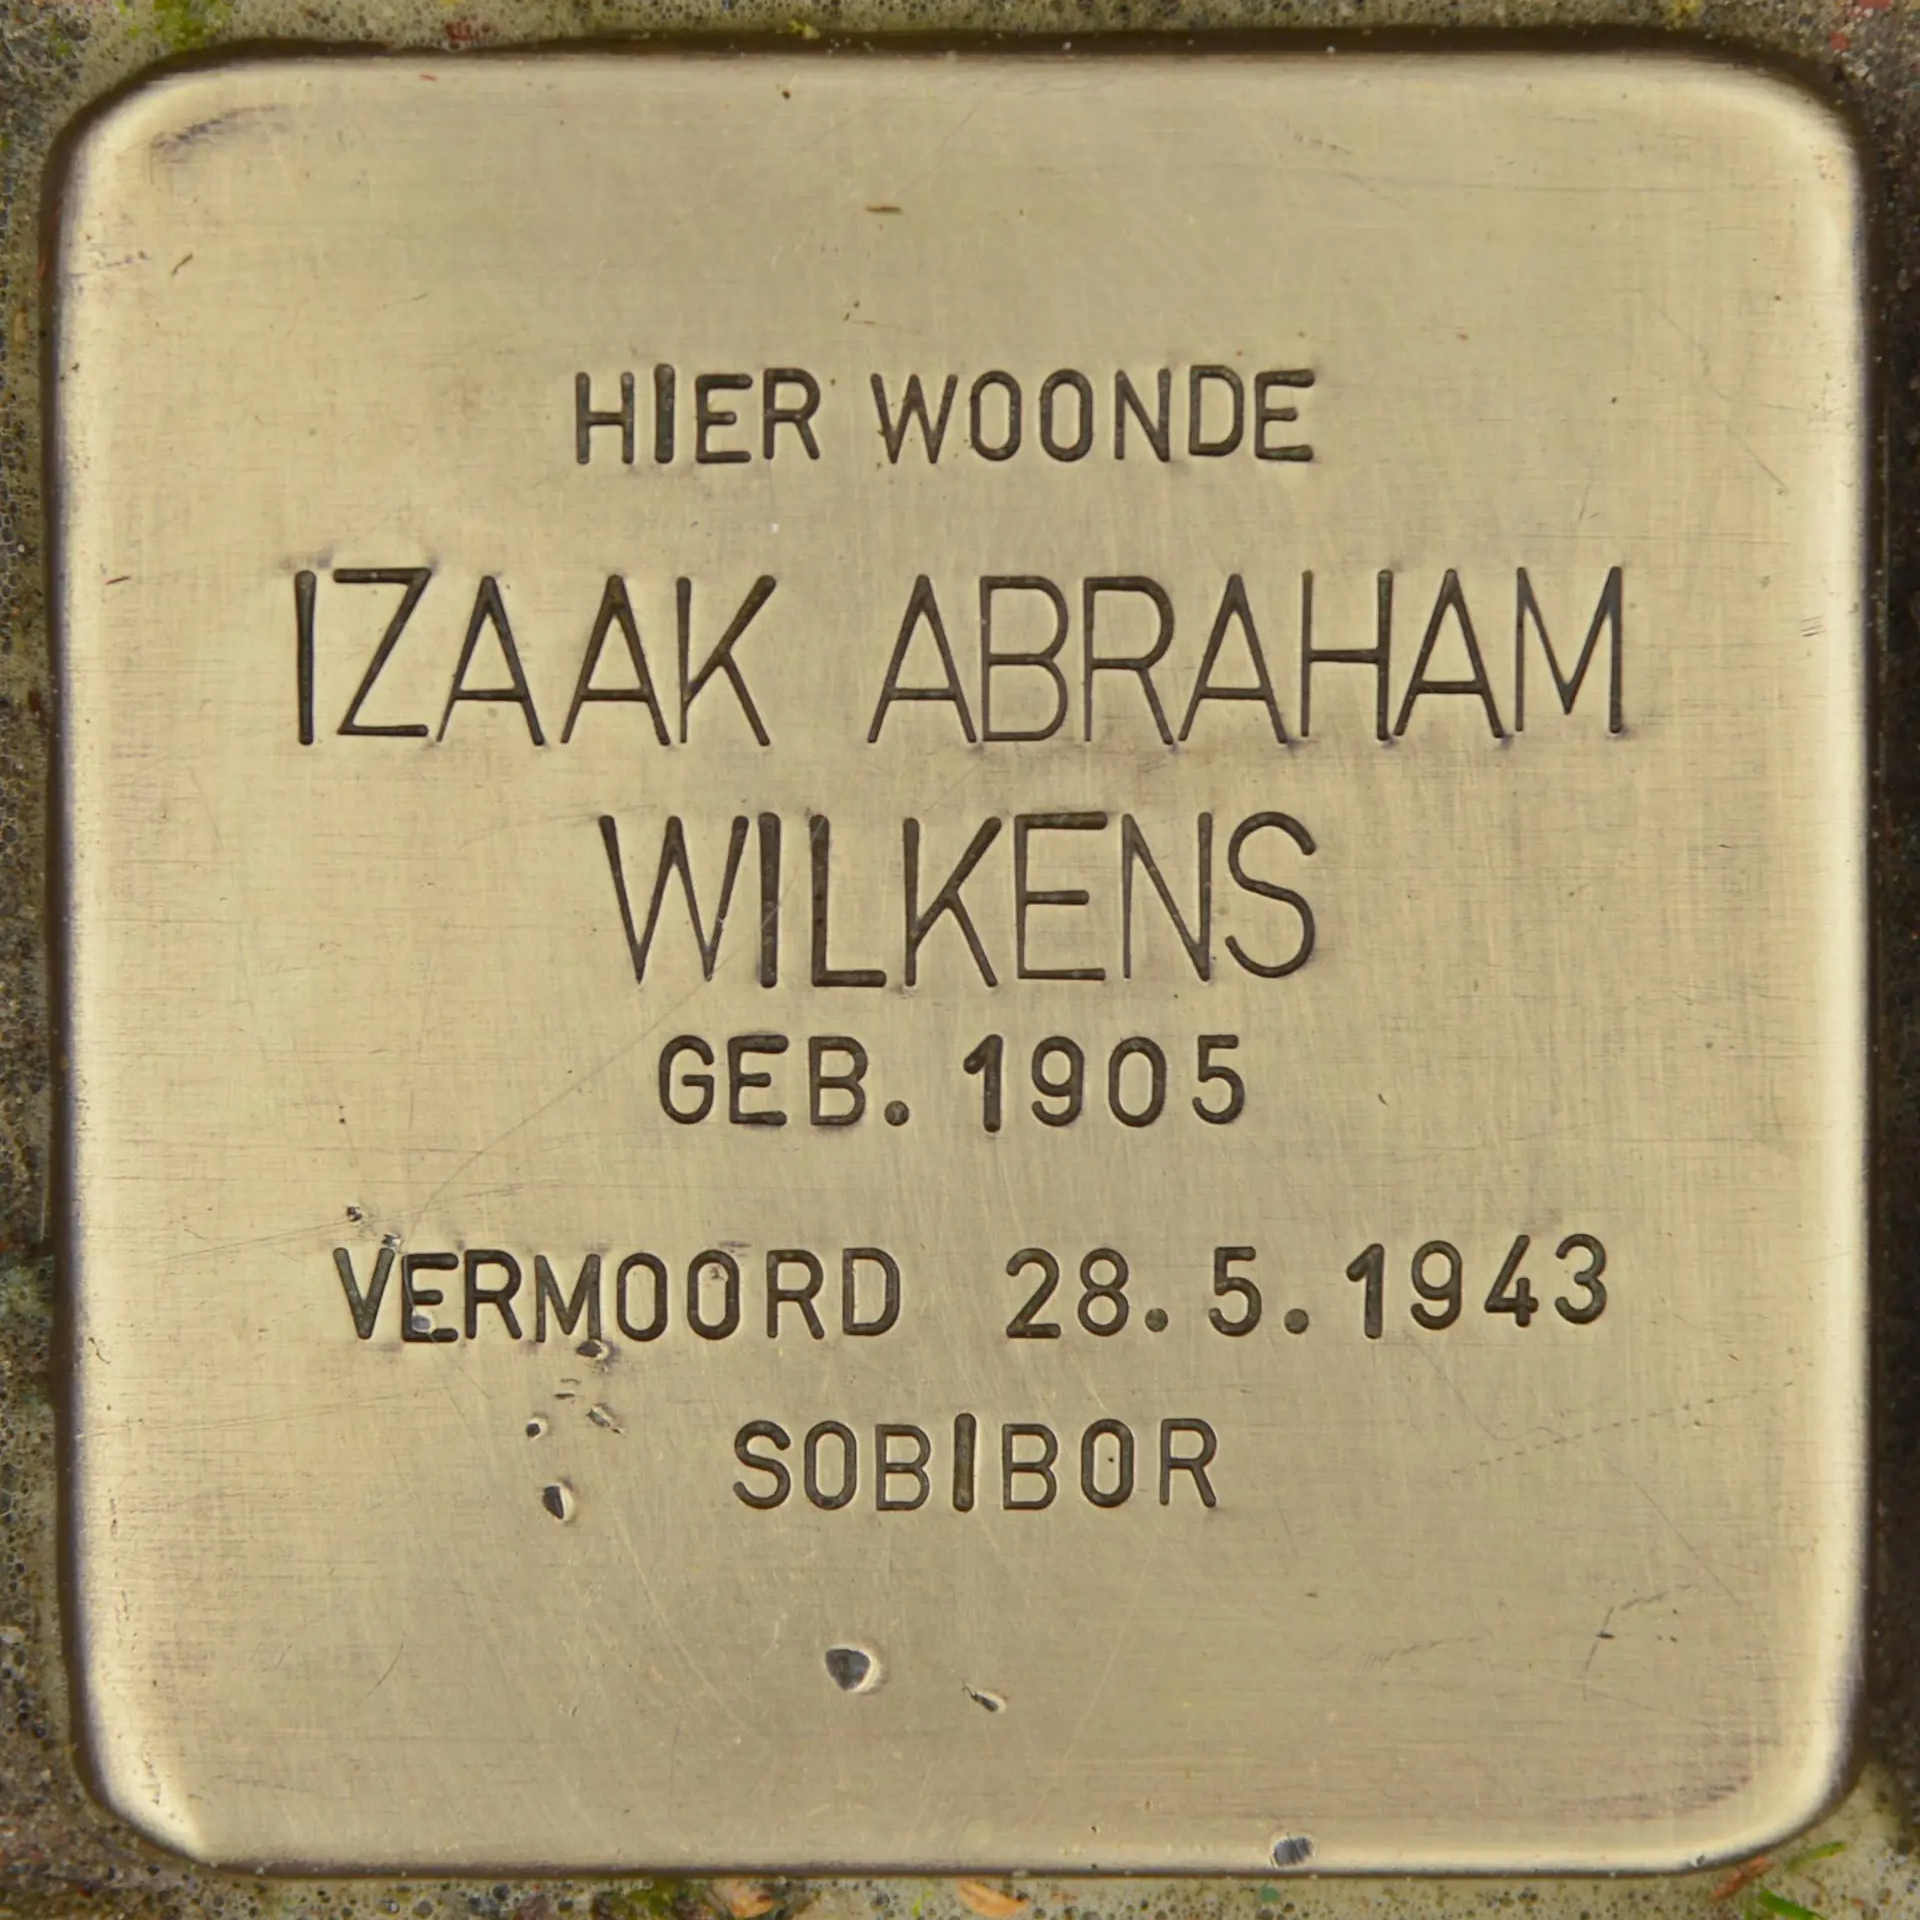 HIER WOONDE
IZAAK ABRAHAM
WILKENS
GEB. 1905
VERMOORD 28.5.1943
SOBIBOR